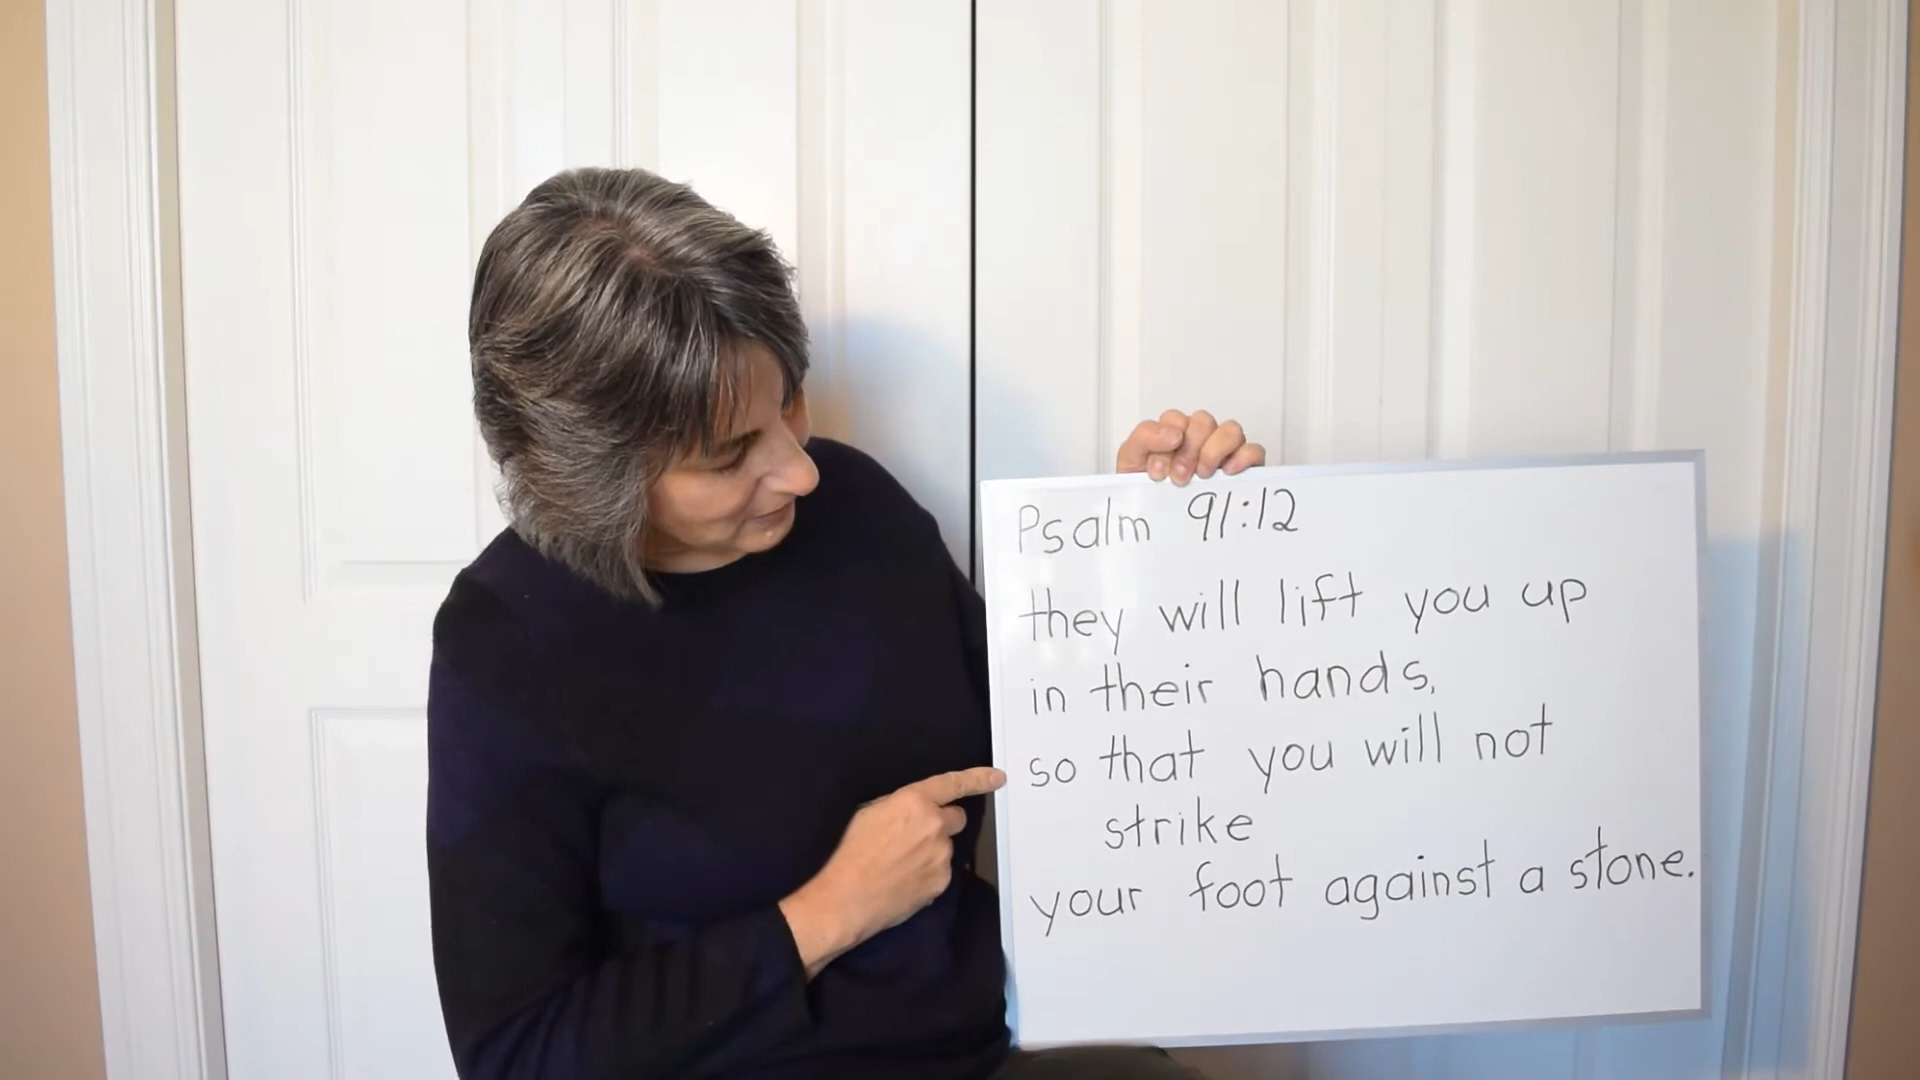 Psalm 91:12
they will lift you up
in their hands,
so that you will not
strike
your foot against a stone.